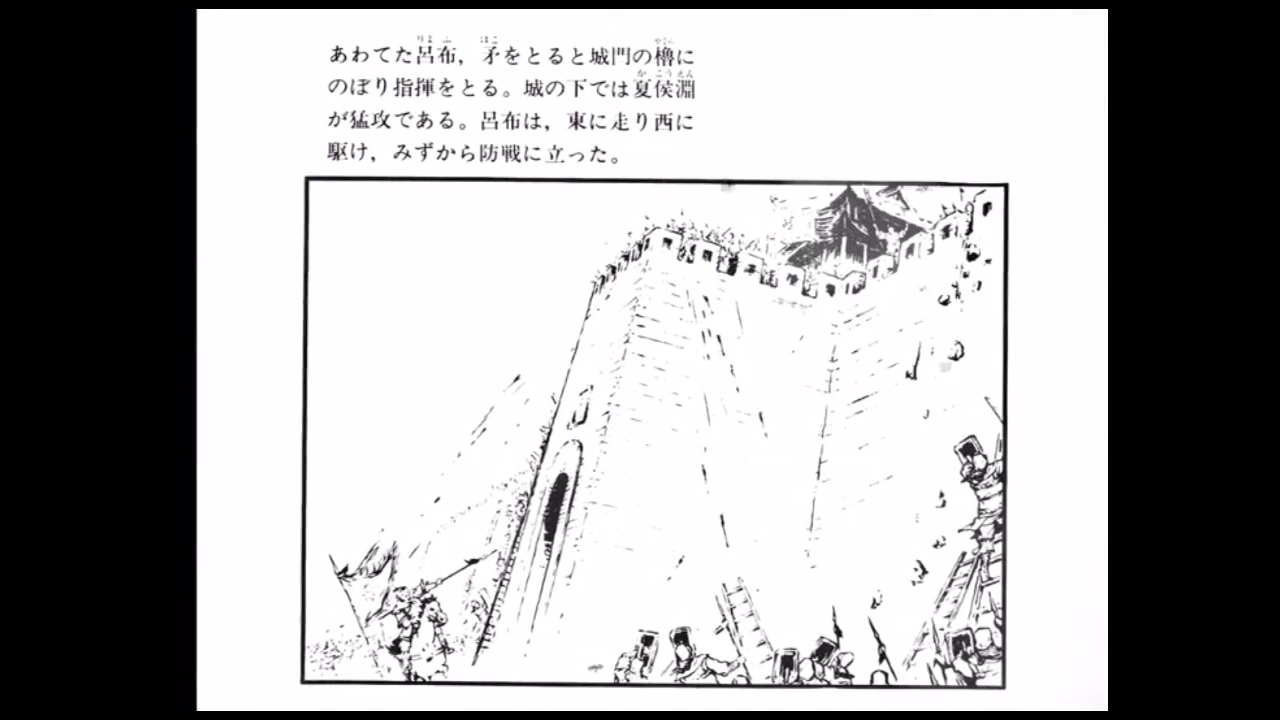 あわてた呂布，矛をとると城門の櫓に
のぼり指揮をとる。城の下では夏侯淵
が猛攻である。呂布は，東に走り西に
駆け，みずから防戦に立った。